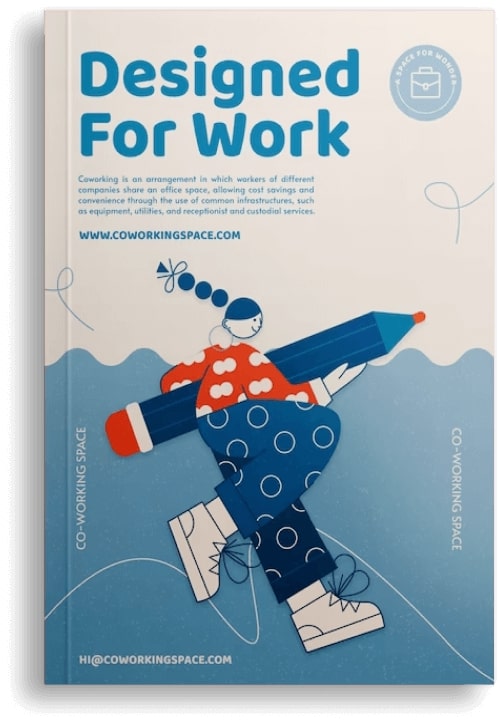 Designed
For Work
A SPACE FOR WONDER
Coworking is an arrangement in which workers of different
companies share an office space, allowing cost savings and
convenience through the use of common infrastructures, such
as equipment, utilities, and receptionist and custodial services.
WWW.COWORKINGSPACE.COM
CO-WORKING SPACE
CO-WORKING SPACE
HI@COWORKINGSPACE.COM